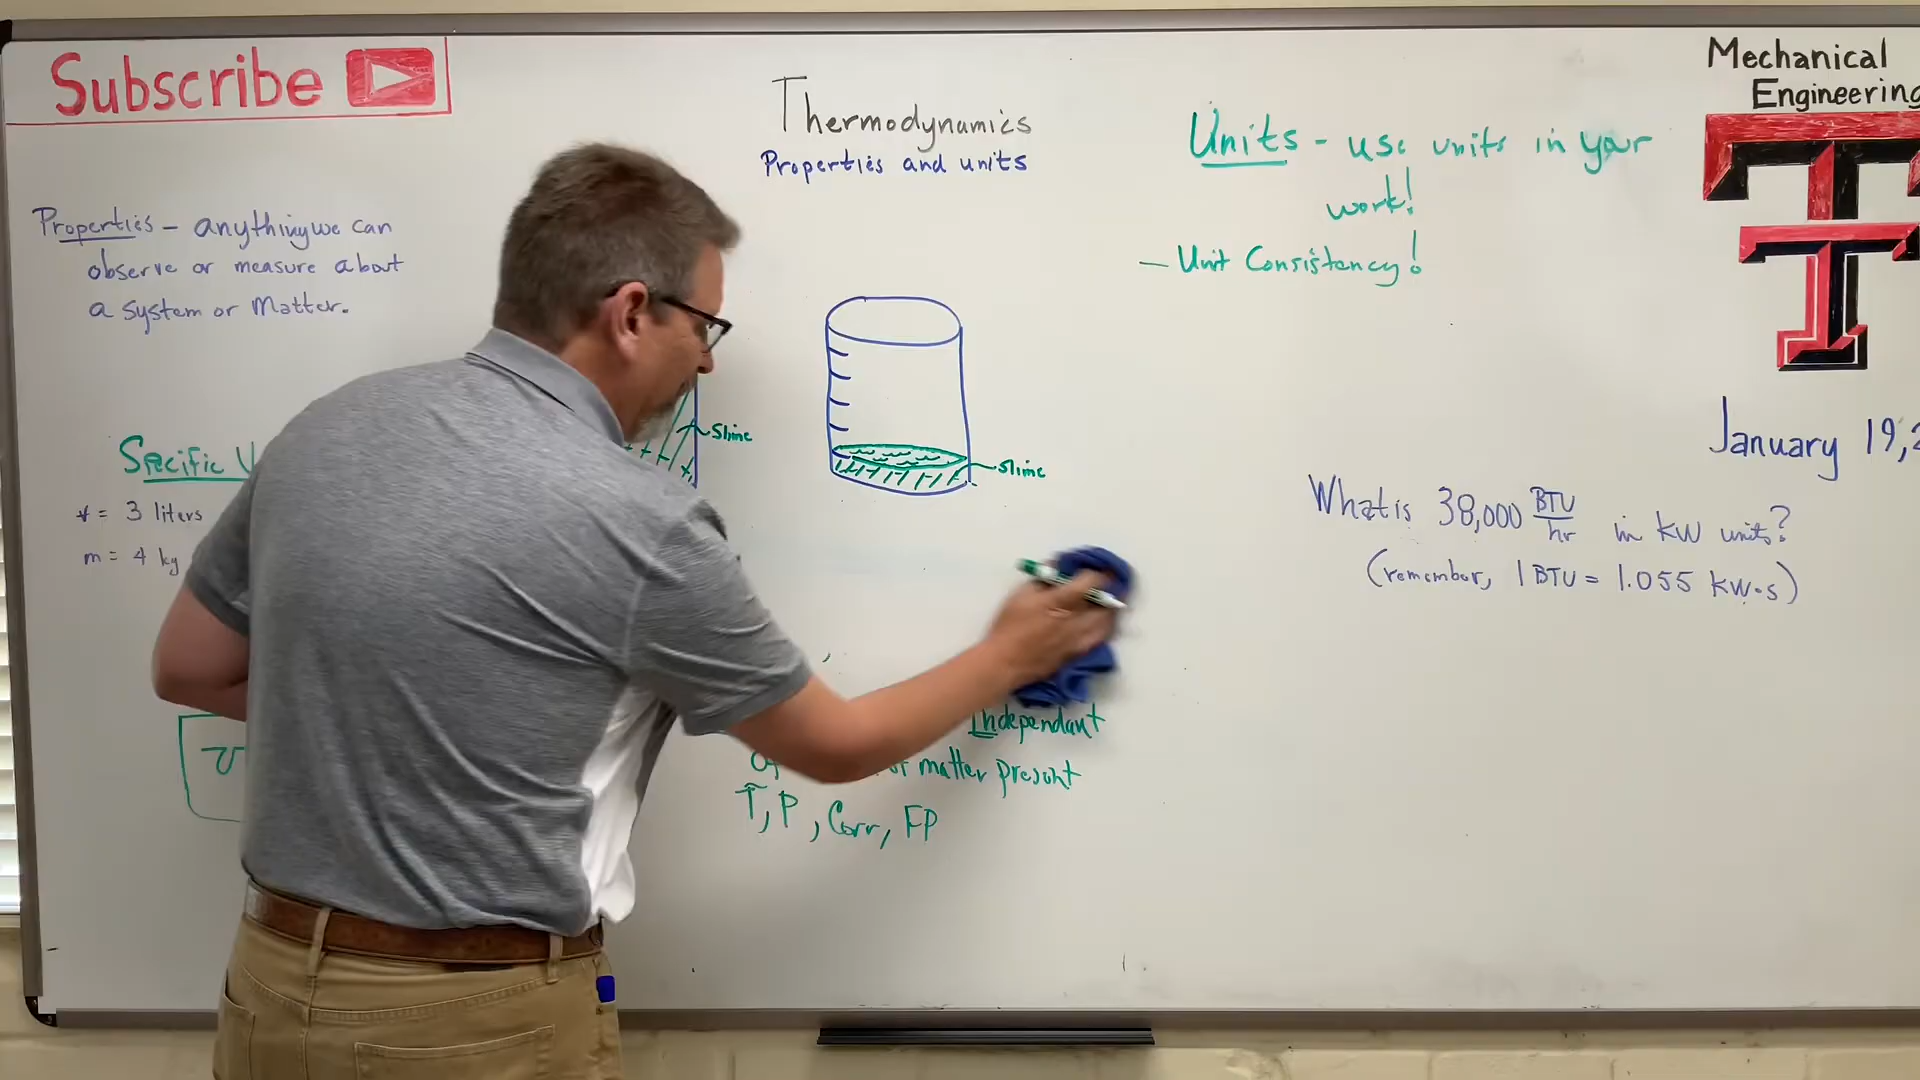 Subscribe
Thermodynamics
Properties and units
Properties - anything we can
observe or measure about
a system or Matter.
Specific V
V = 3 liters
m = 4 kg
v
Slime
Slime
Independant
of matter present
T, P, Corr, FP
Units - use units in your
work!
- Unit Consistency!
Mechanical
Engineering
January 19, 2
What is 38,000 BTU/hr in kW units?
(remember, 1 BTU = 1.055 kW·s)